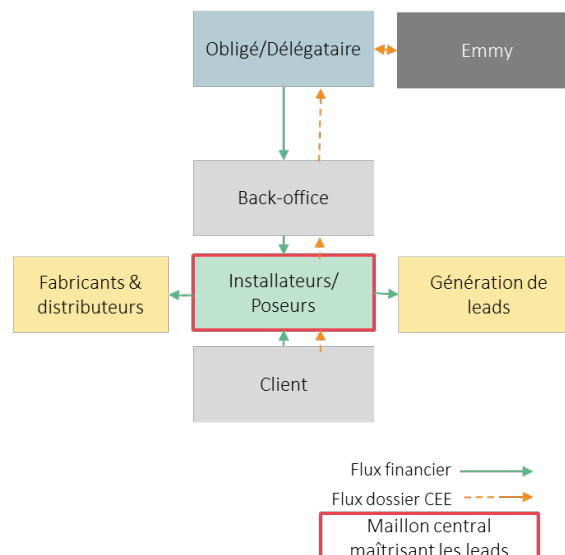 Obligé/Délégataire
Emmy
Back-office
Fabricants &
distributeurs
Installateurs/
Poseurs
Génération de
leads
Client
Flux financier
Flux dossier CEE
Maillon central
maîtrisant les leads